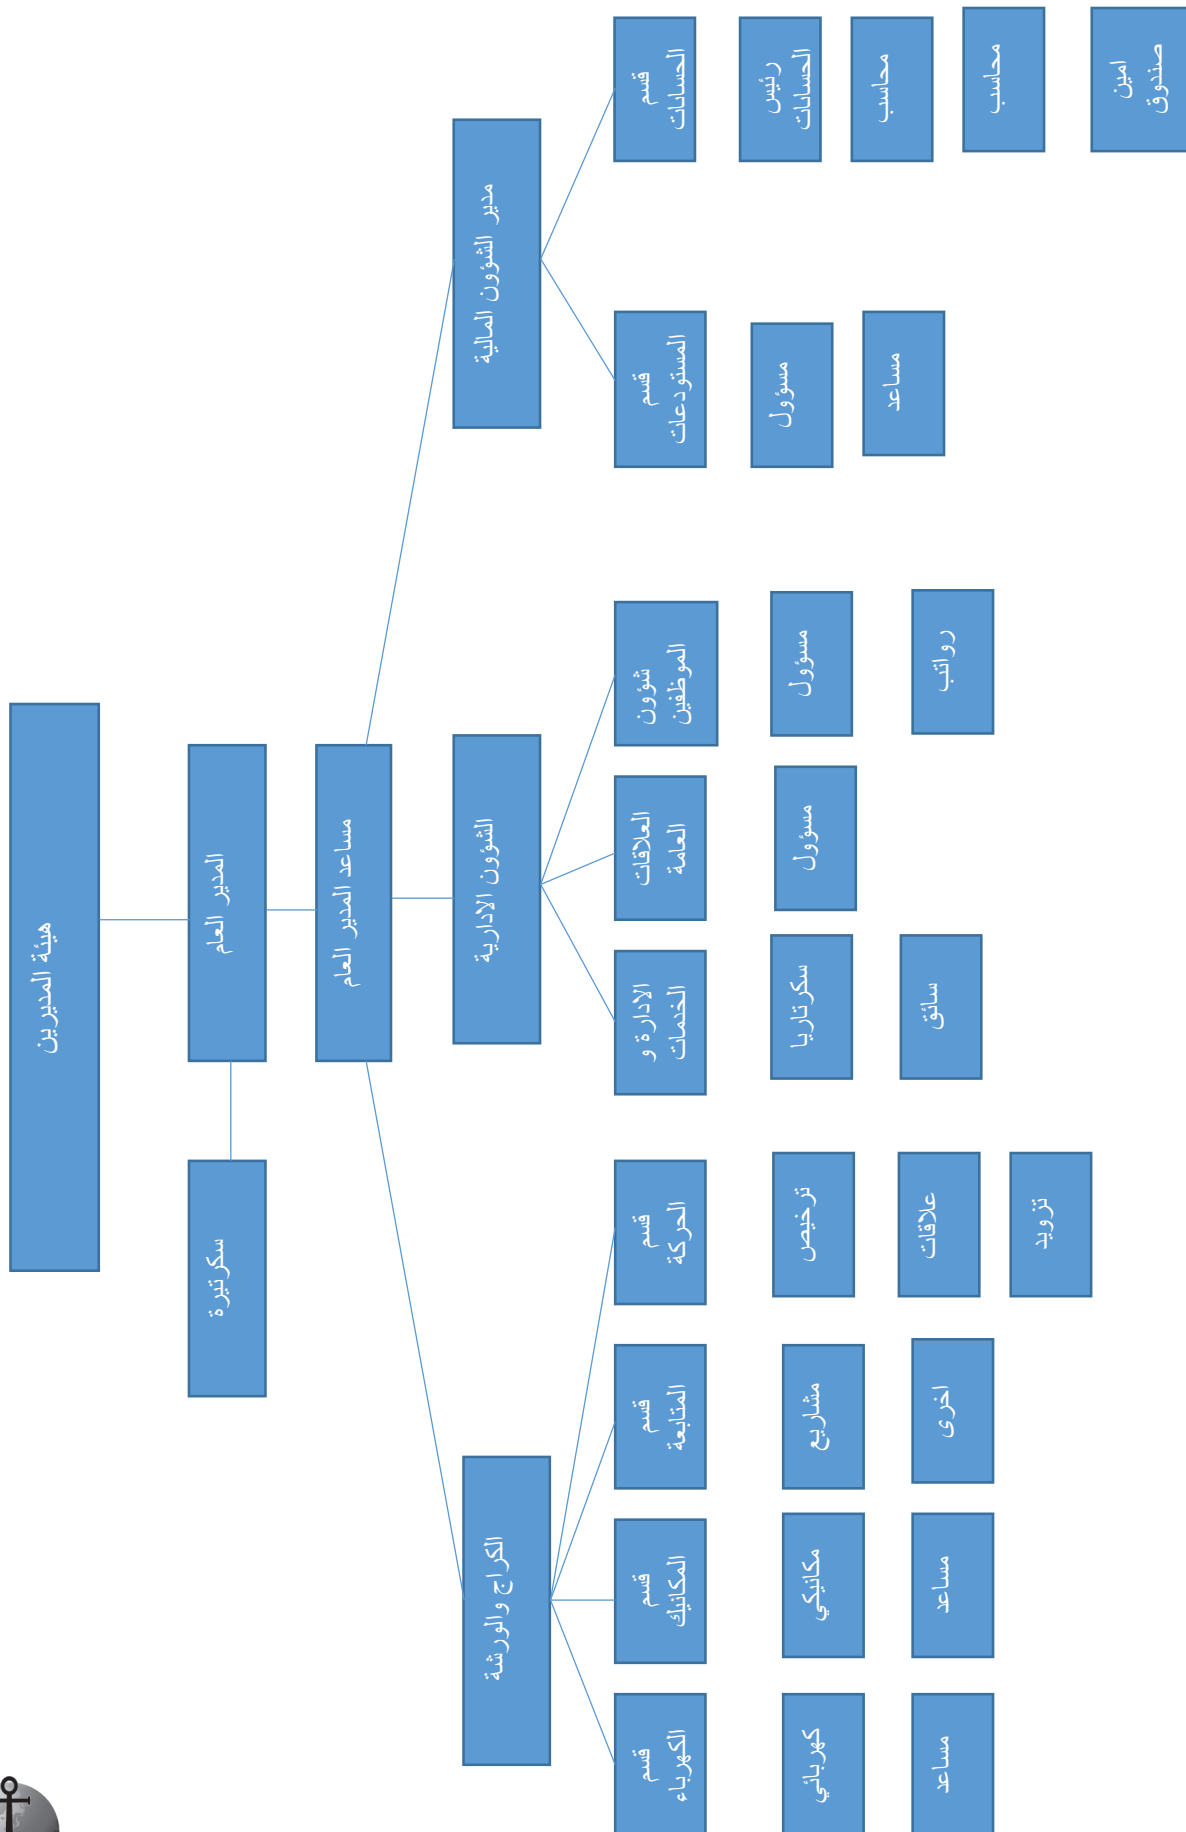 هيئة المديرين
المدير العام
سكرتيرة
مساعد المدير العام
مدير الشؤون المالية
الشؤون الادارية
الكراج والورشة
قسم
الحسابات
قسم
المستودعات
شؤون
الموظفين
العلاقات
العامة
الادارة و
الخدمات
قسم
الحركة
قسم
المتابعة
قسم
المكانيك
قسم
الكهرباء
رئيس
الحسابات
مسؤول
مسؤول
مسؤول
سكرتاريا
ترخيص
مشاريع
مكانيكي
كهربائي
محاسب
مساعد
رواتب
سائق
علاقات
اخرى
مساعد
مساعد
محاسب
تزويد
امين
صندوق